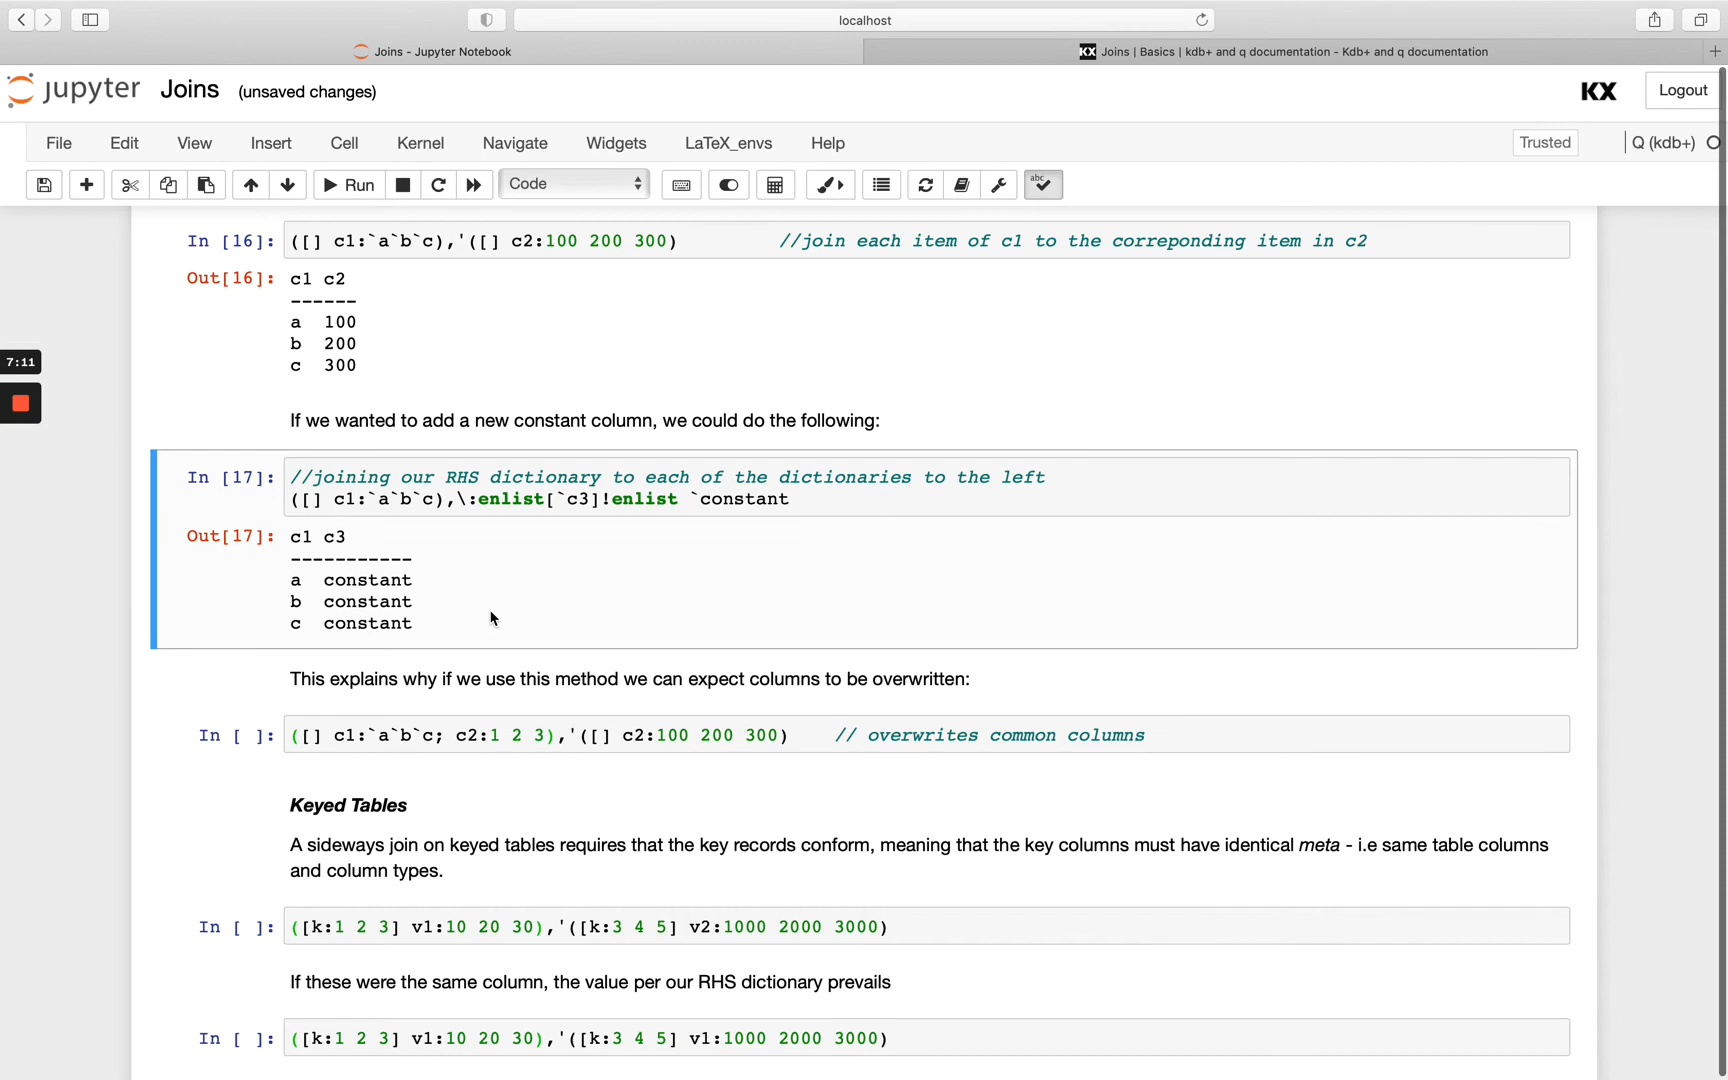 localhost
Joins - Jupyter Notebook
KX Joins | Basics | kdb+ and q documentation - Kdb+ and q documentation
jupyter Joins (unsaved changes)
KX
Logout
File Edit View Insert Cell Kernel Navigate Widgets LaTeX_envs Help
Trusted
Q (kdb+)
Run
Code
abc
In [16]: ([] c1:`a`b`c),'([] c2:100 200 300) //join each item of c1 to the correponding item in c2
Out[16]: c1 c2
------
a 100
b 200
c 300
7:11
If we wanted to add a new constant column, we could do the following:
In [17]: //joining our RHS dictionary to each of the dictionaries to the left
([] c1:`a`b`c),\:enlist[`c3]!enlist `constant
Out[17]: c1 c3
-----------
a constant
b constant
c constant
This explains why if we use this method we can expect columns to be overwritten:
In [ ]: ([] c1:`a`b`c; c2:1 2 3),'([] c2:100 200 300) // overwrites common columns
Keyed Tables
A sideways join on keyed tables requires that the key records conform, meaning that the key columns must have identical meta - i.e same table columns
and column types.
In [ ]: ([k:1 2 3] v1:10 20 30),'([k:3 4 5] v2:1000 2000 3000)
If these were the same column, the value per our RHS dictionary prevails
In [ ]: ([k:1 2 3] v1:10 20 30),'([k:3 4 5] v1:1000 2000 3000)